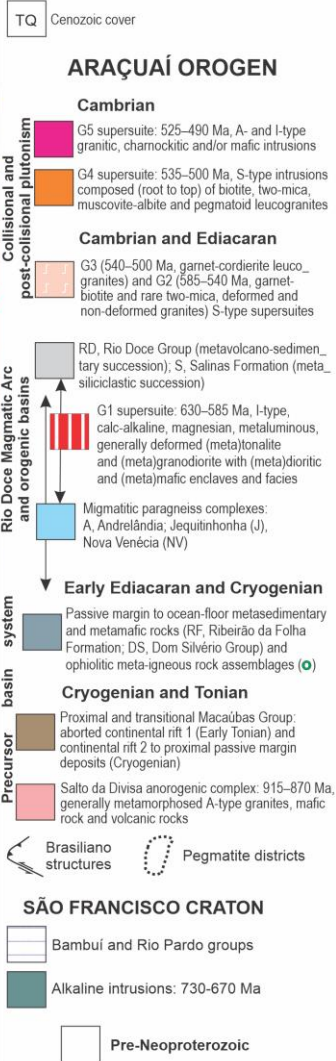 TQ Cenozoic cover
ARAÇUAÍ OROGEN
Collisional and
post-colisional plutonism
Cambrian
G5 supersuite: 525–490 Ma, A- and I-type
granitic, charnockitic and/or mafic intrusions
G4 supersuite: 535–500 Ma, S-type intrusions
composed (root to top) of biotite, two-mica,
muscovite-albite and pegmatoid leucogranites
Cambrian and Ediacaran
G3 (540–500 Ma, garnet-cordierite leuco_
granites) and G2 (585–540 Ma, garnet-
biotite and rare two-mica, deformed and
non-deformed granites) S-type supersuites
Rio Doce Magmatic Arc
and orogenic basins
RD, Rio Doce Group (metavolcano-sedimen_
tary succession); S, Salinas Formation (meta_
siliciclastic succession)
G1 supersuite: 630–585 Ma, I-type,
calc-alkaline, magnesian, metaluminous,
generally deformed (meta)tonalite
and (meta)granodiorite with (meta)dioritic
and (meta)mafic enclaves and facies
Migmatitic paragneiss complexes:
A, Andrelândia; Jequitinhonha (J),
Nova Venécia (NV)
Precursor basin system
Early Ediacaran and Cryogenian
Passive margin to ocean-floor metasedimentary
and metamafic rocks (RF, Ribeirão da Folha
Formation; DS, Dom Silvério Group) and
ophiolitic meta-igneous rock assemblages (o)
Cryogenian and Tonian
Proximal and transitional Macaúbas Group:
aborted continental rift 1 (Early Tonian) and
continental rift 2 to proximal passive margin
deposits (Cryogenian)
Salto da Divisa anorogenic complex: 915–870 Ma,
generally metamorphosed A-type granites, mafic
rock and volcanic rocks
Brasiliano
structures
Pegmatite districts
SÃO FRANCISCO CRATON
Bambuí and Rio Pardo groups
Alkaline intrusions: 730-670 Ma
Pre-Neoproterozoic